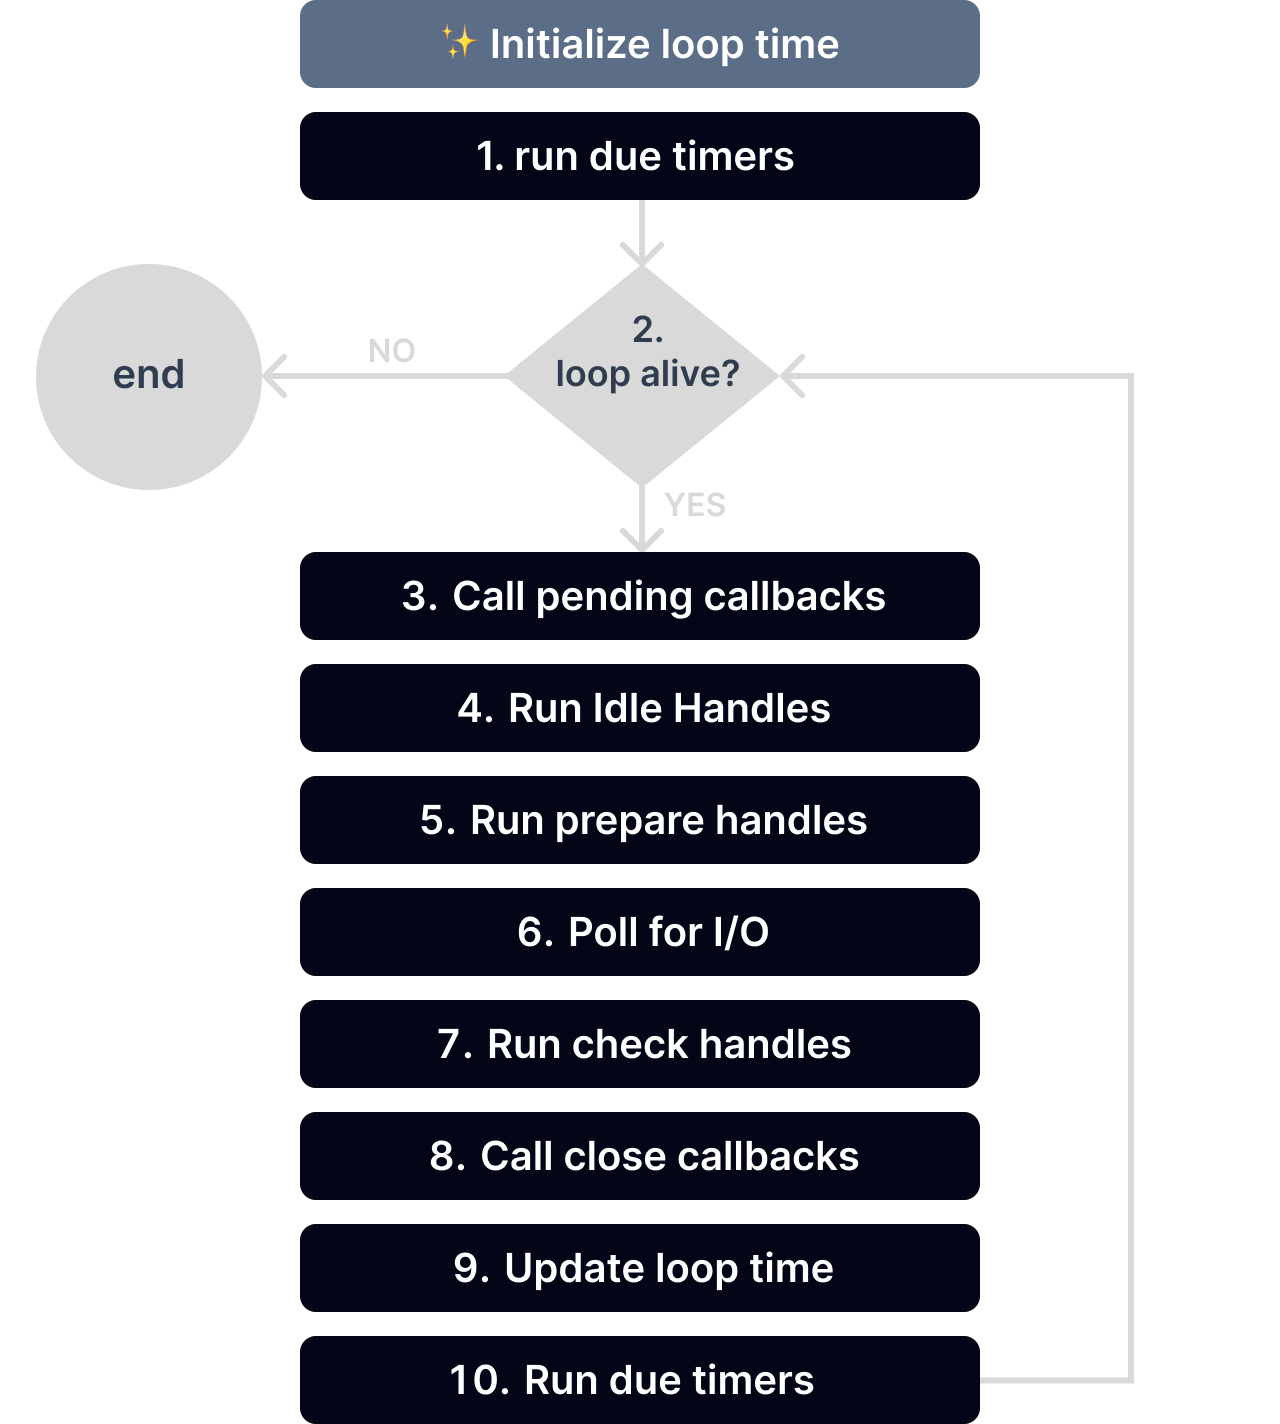 ✨ Initialize loop time
1. run due timers
2.
loop alive?
NO
end
YES
3. Call pending callbacks
4. Run Idle Handles
5. Run prepare handles
6. Poll for I/O
7. Run check handles
8. Call close callbacks
9. Update loop time
10. Run due timers